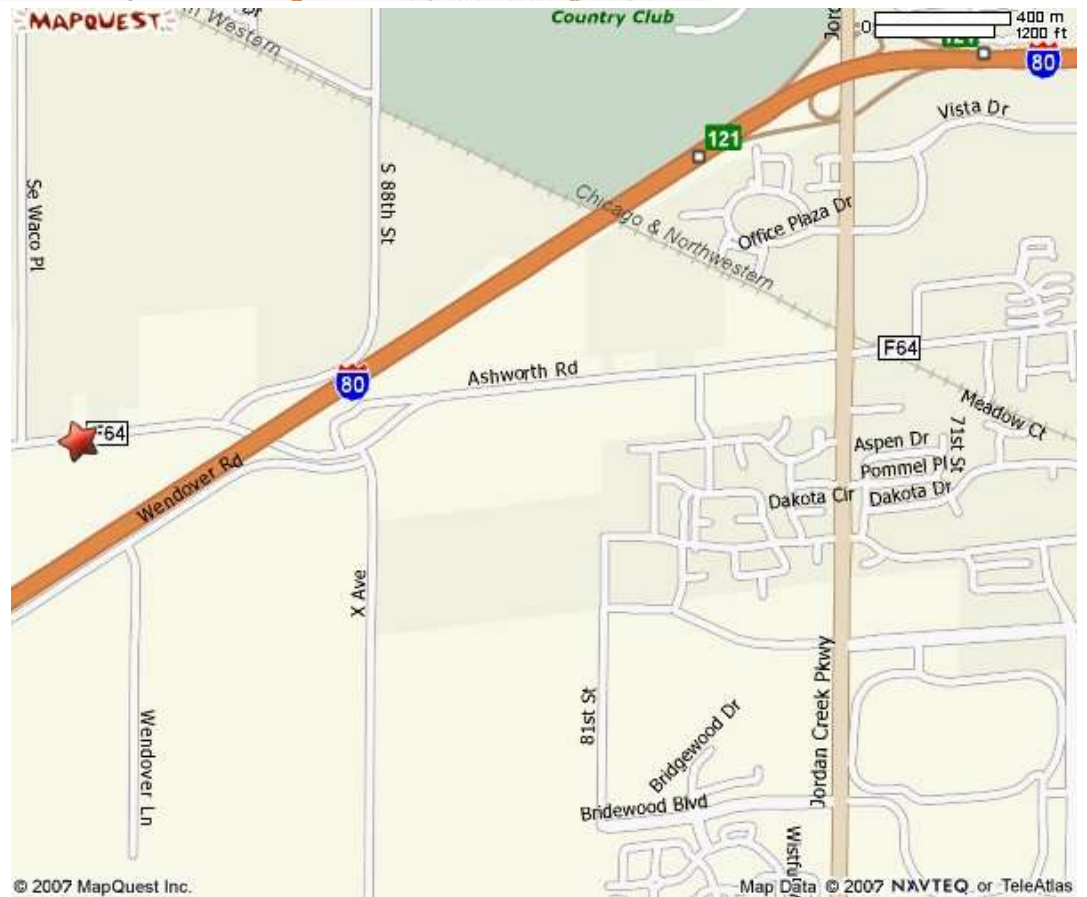 MAPQUEST
Country Club
400 m
0
1200 ft
Western
121
80
Vista Dr
S 88th St
121
Se Waco Pl
Chicago & Northwestern
Office Plaza Dr
F64
Ashworth Rd
80
F64
Meadow Ct
71st St
Aspen Dr
Pommel Pl
Dakota Cir
Dakota Dr
Wendover Rd
X Ave
Jordan Creek Pkwy
81st St
Bridgewood Dr
Wendover Ln
Bridewood Blvd
© 2007 MapQuest Inc.
Map Data © 2007 NAVTEQ or TeleAtlas